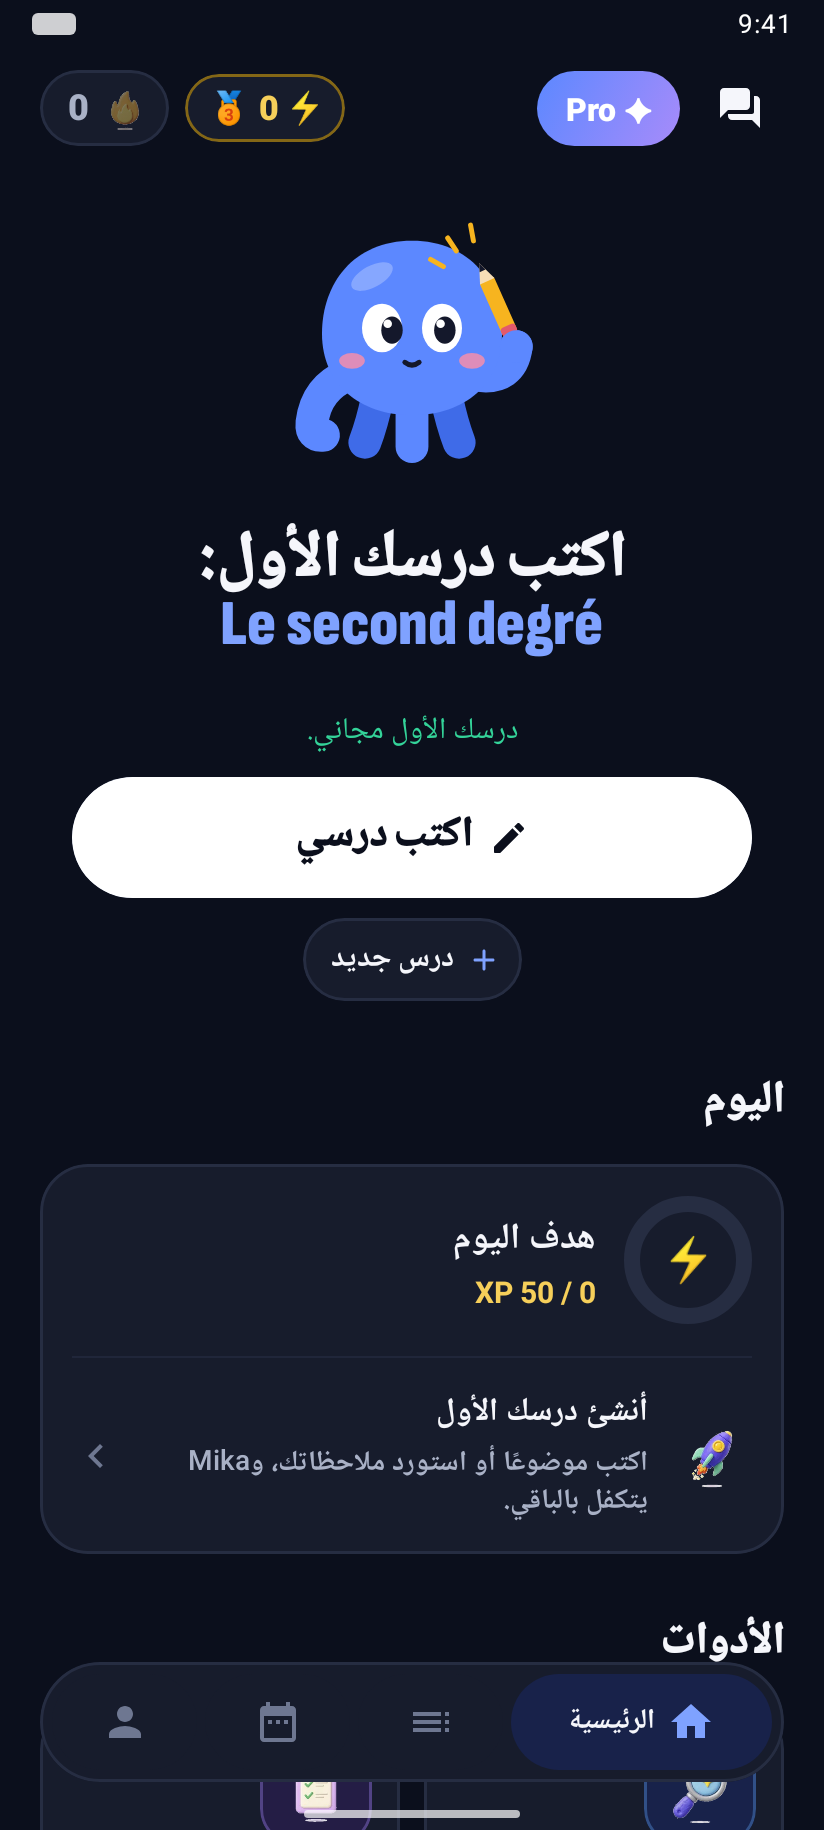 9:41
0
0
Pro
اكتب درسك الأول:
Le second degré
درسك الأول مجاني.
اكتب درسي
درس جديد
اليوم
هدف اليوم
0 / 50 XP
أنشئ درسك الأول
اكتب موضوعًا أو استورد ملاحظاتك، وMika
يتكفل بالباقي.
الأدوات
الرئيسية